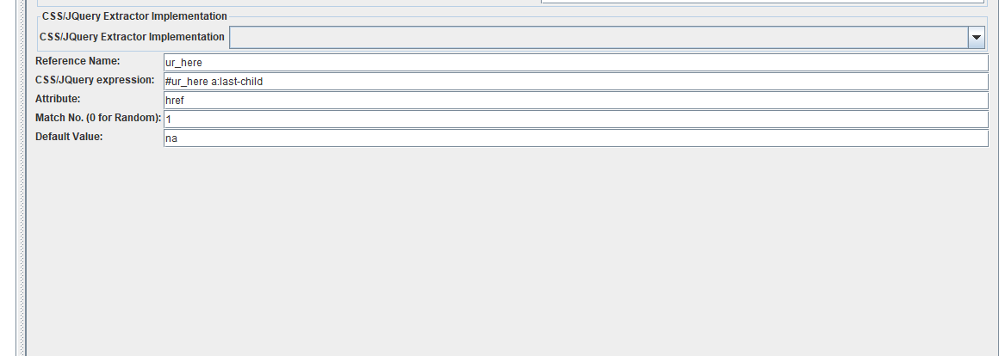 CSS/JQuery Extractor Implementation
CSS/JQuery Extractor Implementation
Reference Name: ur_here
CSS/JQuery expression: #ur_here a:last-child
Attribute: href
Match No. (0 for Random): 1
Default Value: na